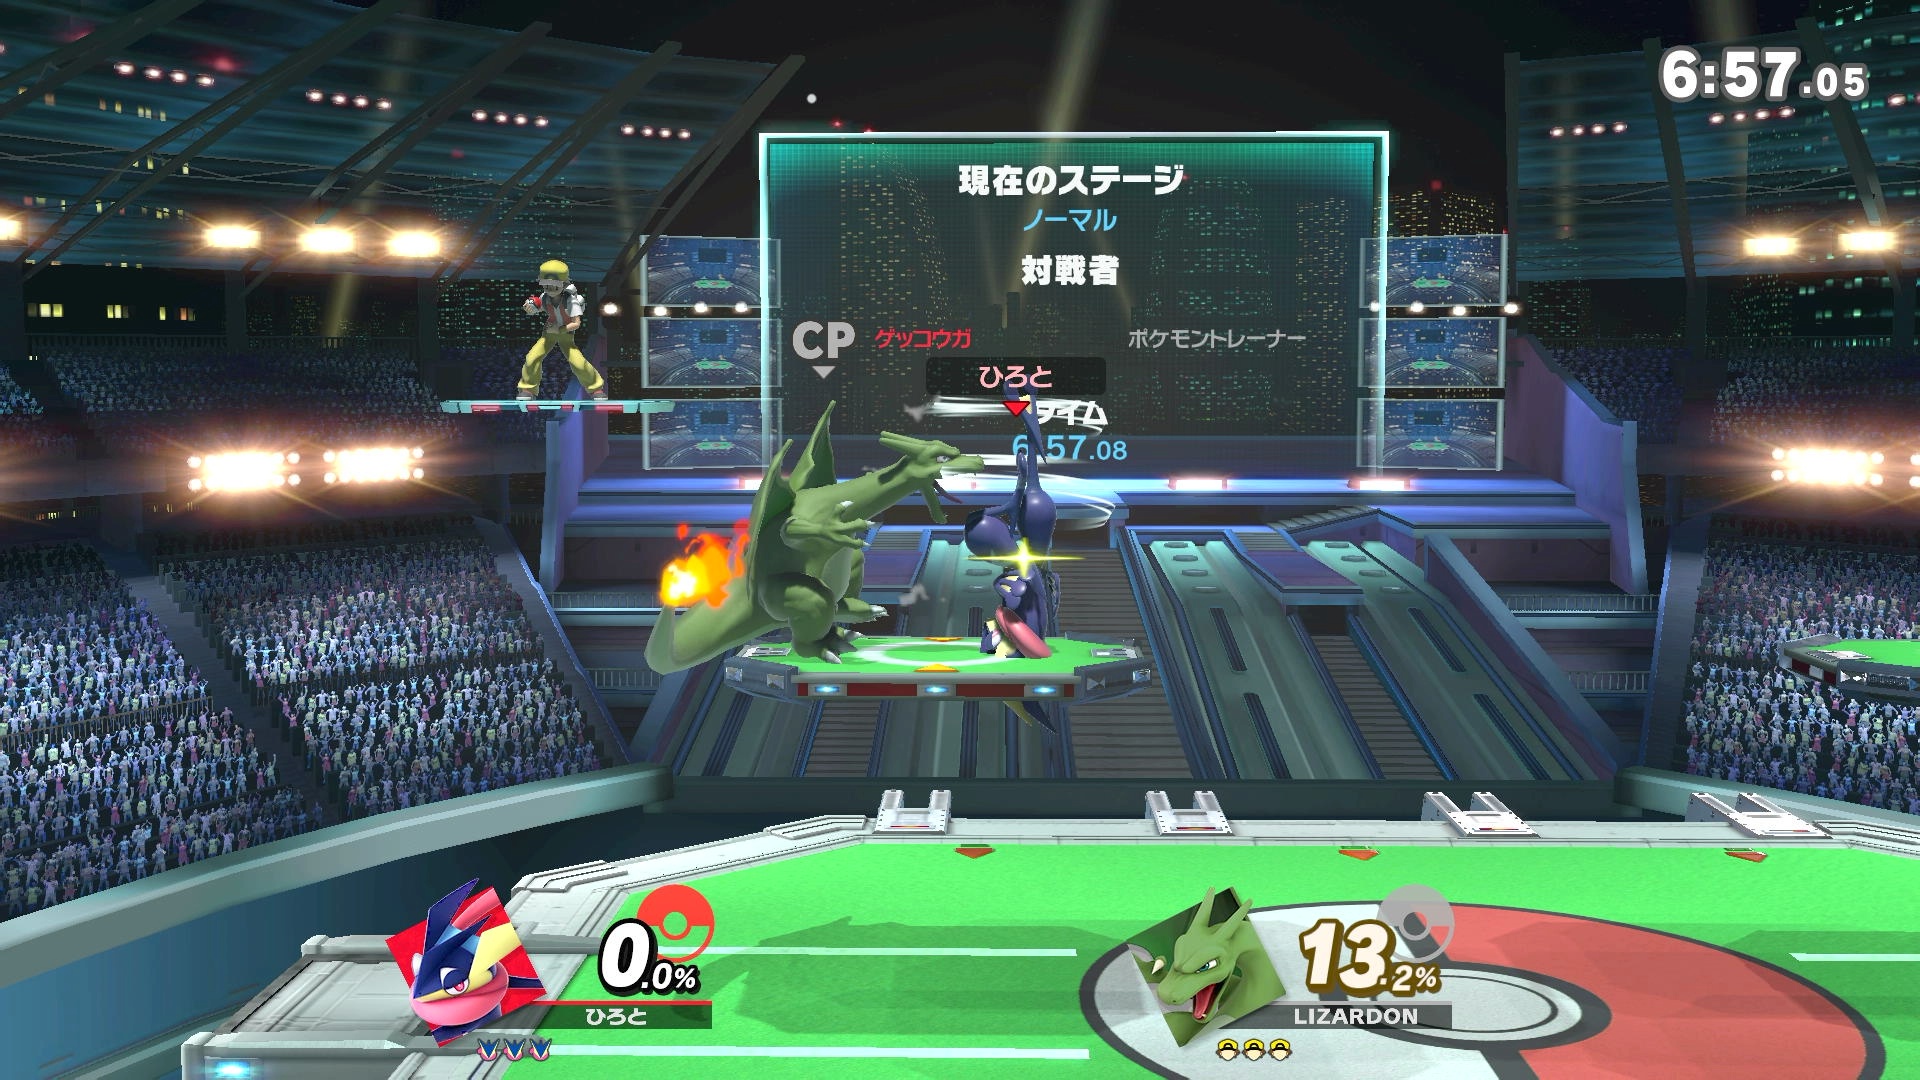 6:57.05
現在のステージ
ノーマル
対戦者
CP
ゲッコウガ
ポケモントレーナー
ひろと
タイム
6:57.08
0.0%
ひろと
13.2%
LIZARDON